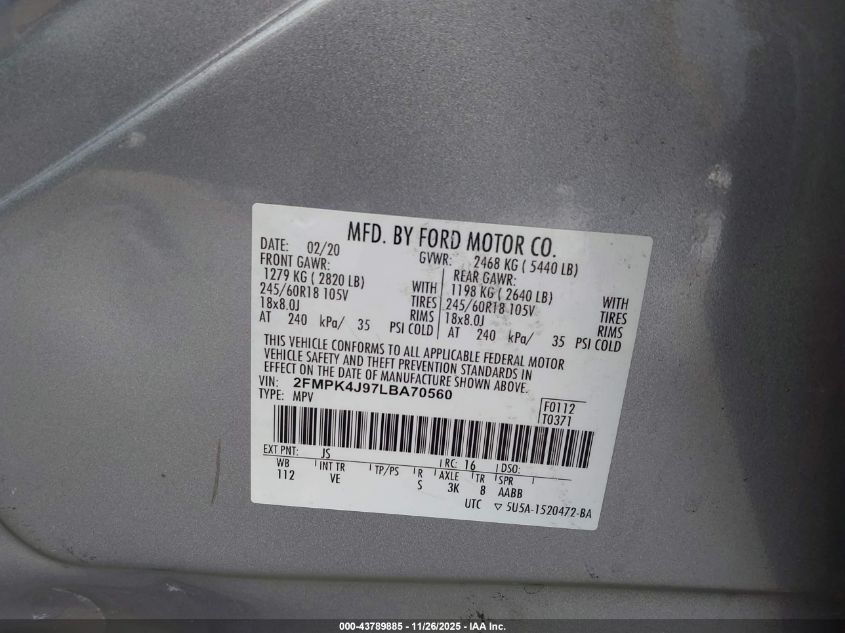 MFD. BY FORD MOTOR CO.
DATE: 02/20 GVWR: 2468 KG ( 5440 LB)
FRONT GAWR: REAR GAWR:
1279 KG ( 2820 LB) WITH 1198 KG ( 2640 LB) WITH
245/60R18 105V TIRES 245/60R18 105V TIRES
18x8.0J RIMS 18x8.0J RIMS
AT 240 kPa/ 35 PSI COLD AT 240 kPa/ 35 PSI COLD
THIS VEHICLE CONFORMS TO ALL APPLICABLE FEDERAL MOTOR
VEHICLE SAFETY AND THEFT PREVENTION STANDARDS IN
EFFECT ON THE DATE OF MANUFACTURE SHOWN ABOVE.
VIN: 2FMPK4J97LBA70560
TYPE: MPV
F0112
T0371
EXT PNT: JS RC: 16 DSO:
WB INT TR TP/PS R AXLE TR SPR
112 VE S 3K 8 AABB
UTC ▽ 5U5A-1520472-BA
000-43789885 - 11/26/2025 - IAA Inc.